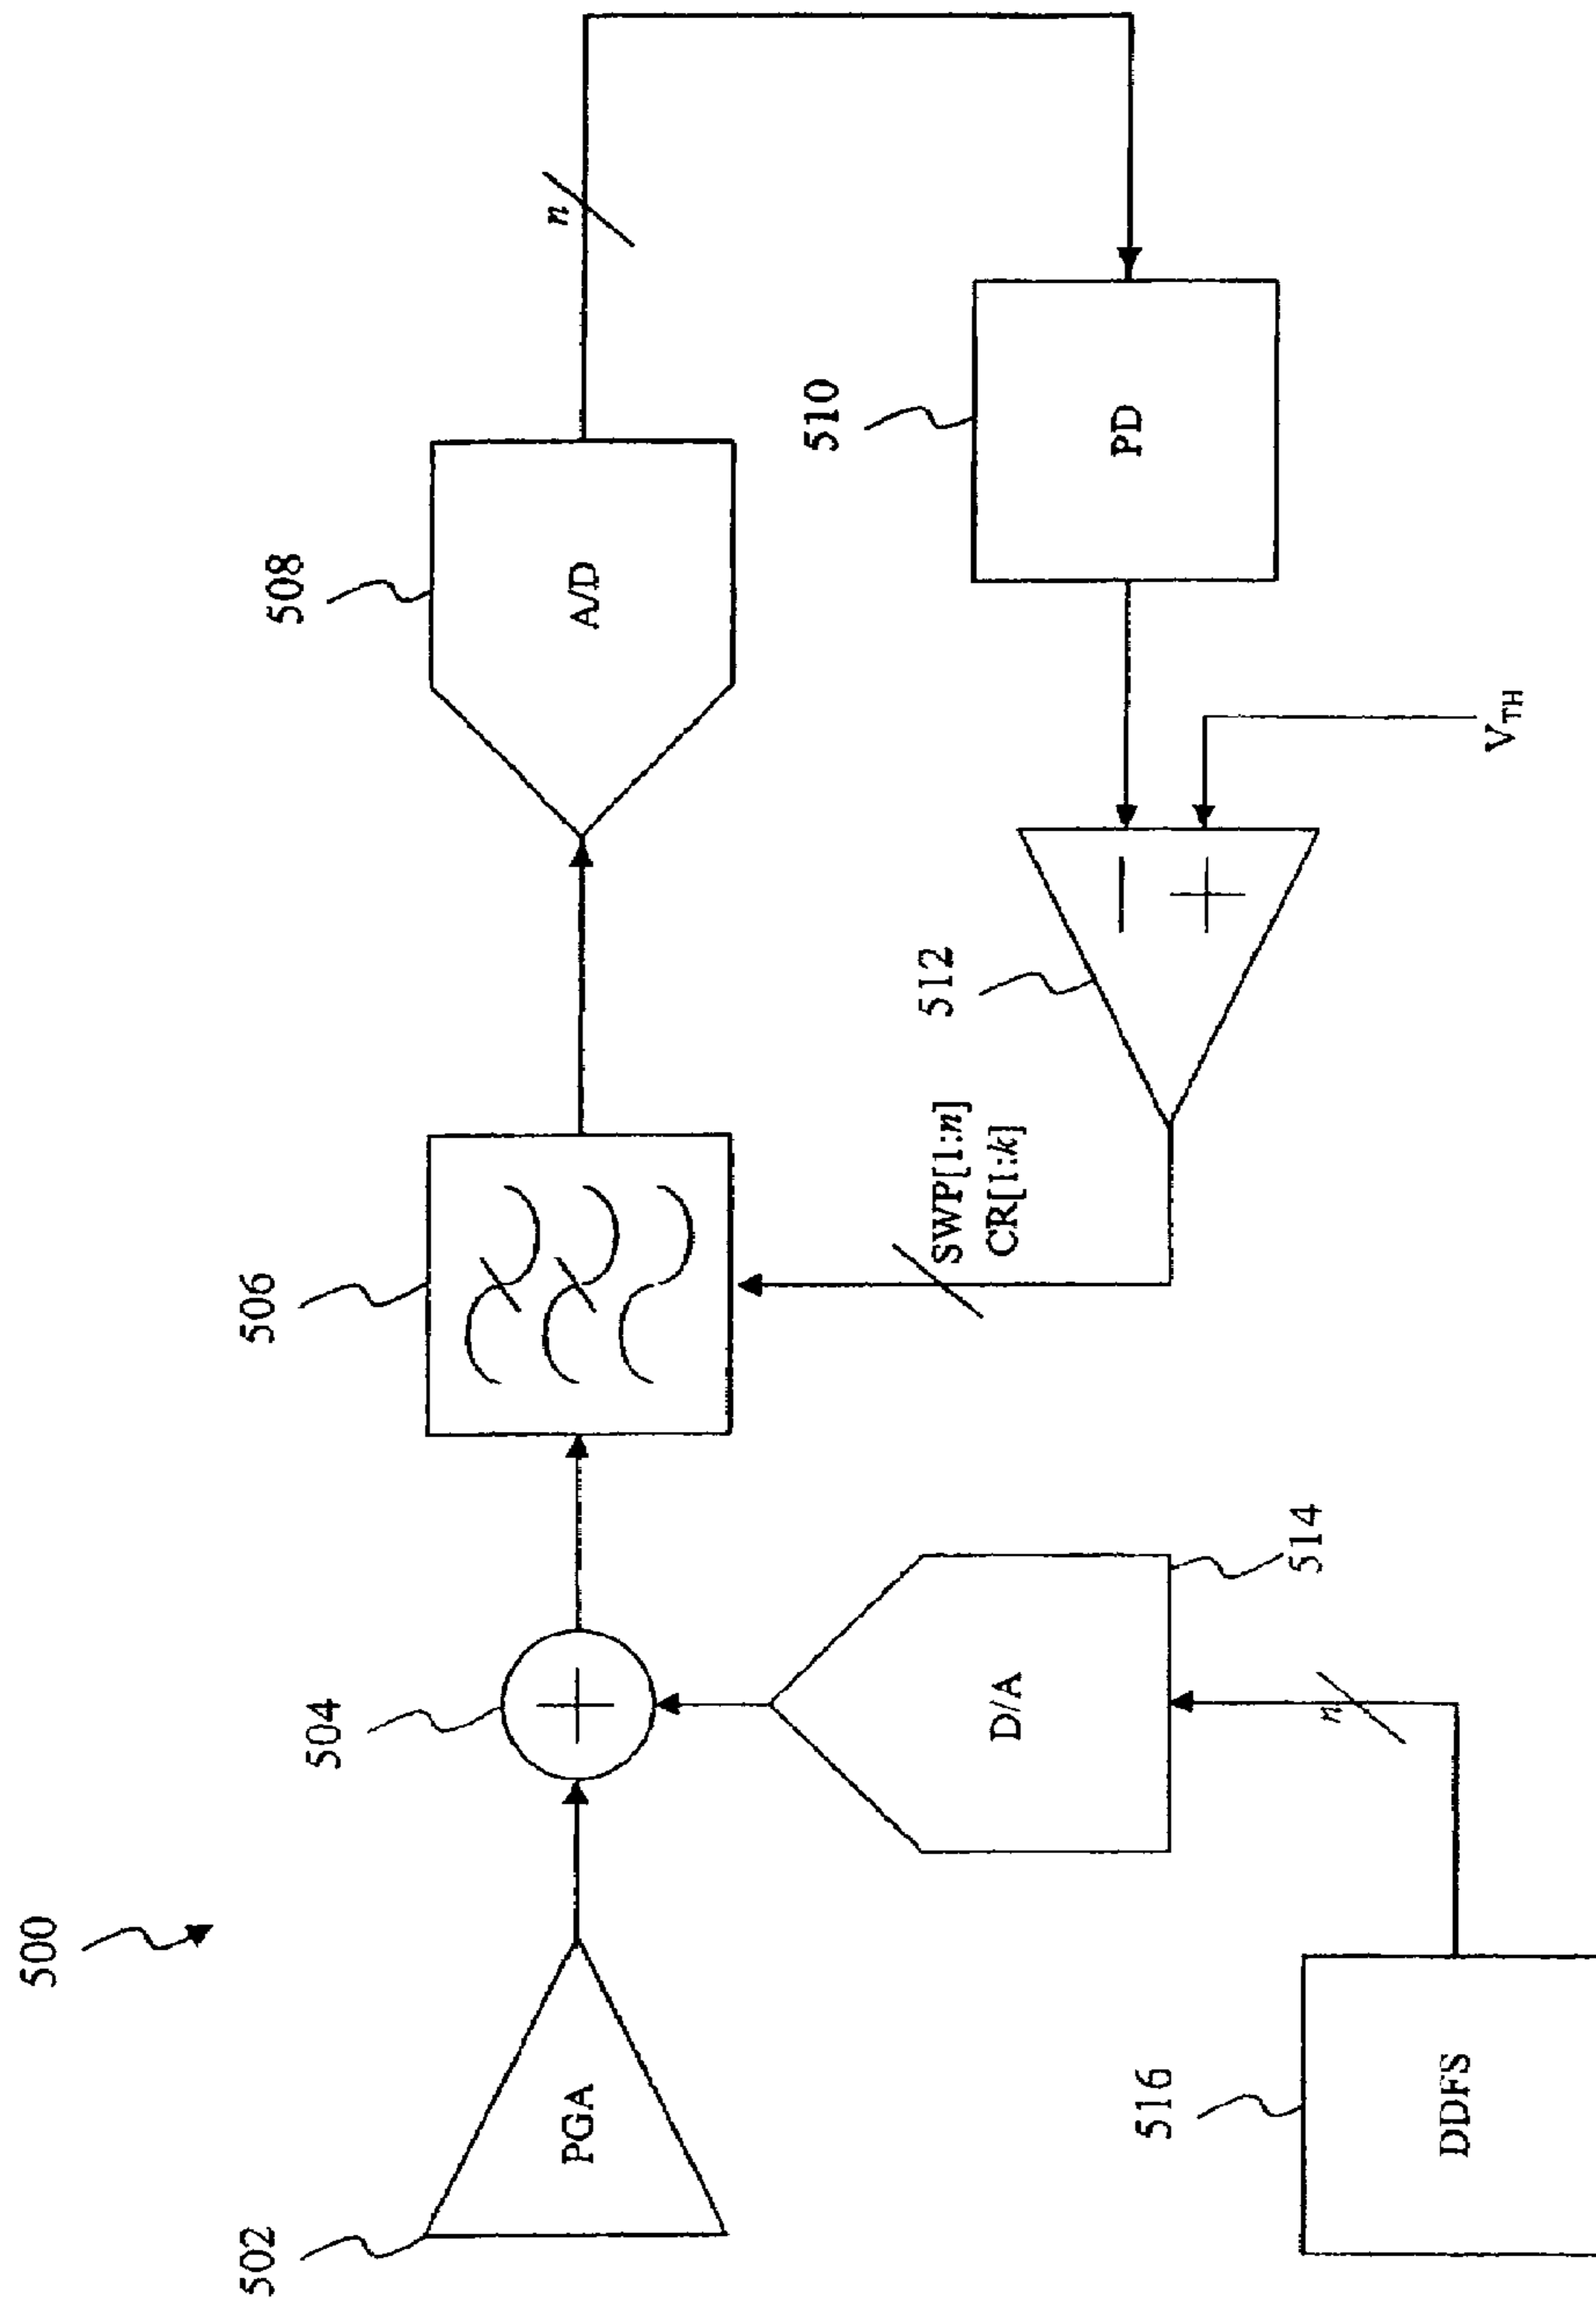 500
502
PGA
504
506
508
A/D
n
510
PD
512
SWP[1:n]
CR[1:k]
V_TH
D/A
514
n
516
DDFS